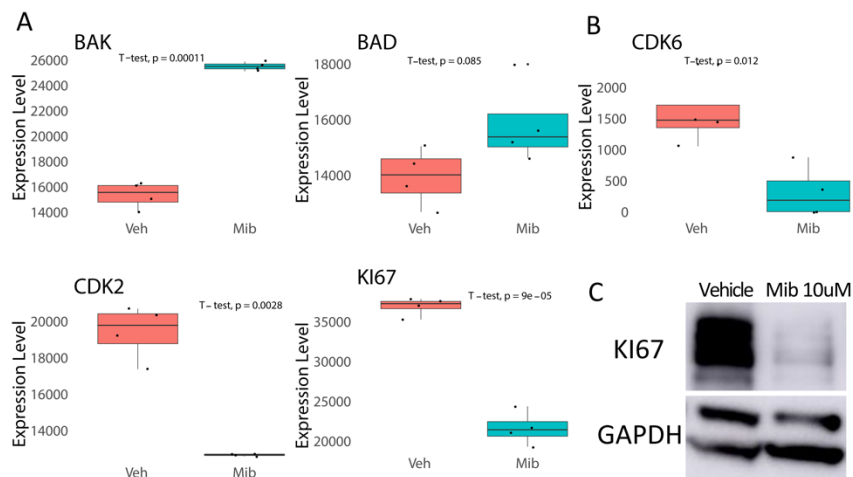 A
BAK
T-test, p = 0.00011
Expression Level
26000
24000
22000
20000
18000
16000
14000
Veh
Mib
BAD
T-test, p = 0.085
Expression Level
18000
16000
14000
Veh
Mib
B
CDK6
T-test, p = 0.012
Expression Level
2000
1500
1000
500
0
Veh
Mib
CDK2
T-test, p = 0.0028
Expression Level
20000
18000
16000
14000
Veh
Mib
KI67
T-test, p = 9e-05
Expression Level
35000
30000
25000
20000
Veh
Mib
C
Vehicle Mib 10uM
KI67
GAPDH